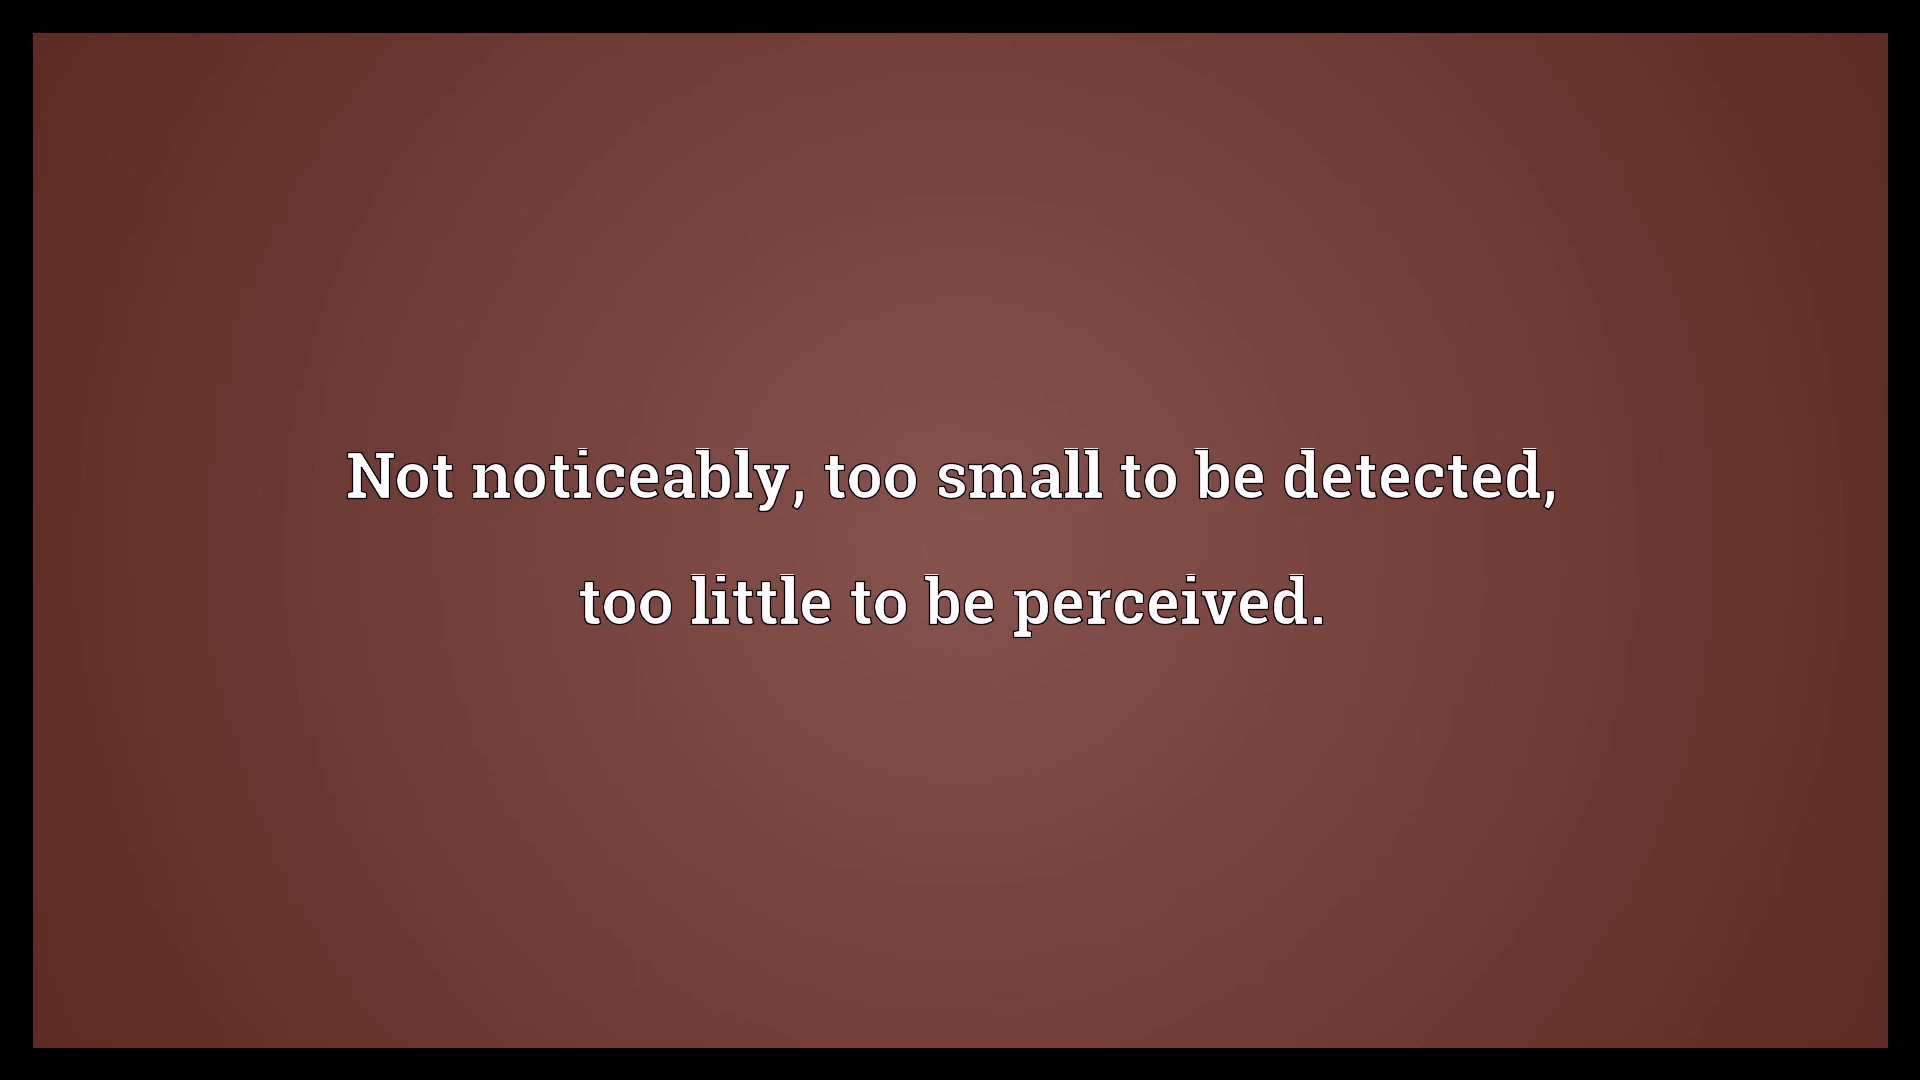 Not noticeably, too small to be detected,
too little to be perceived.